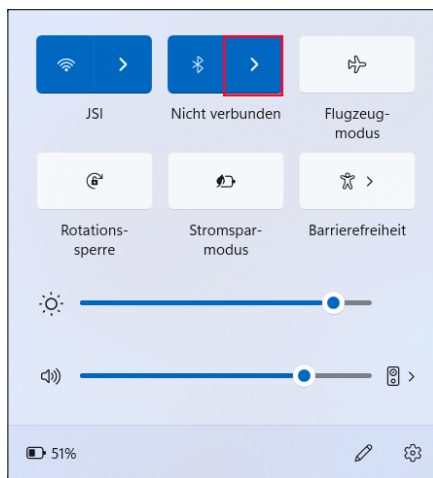 JSI
Nicht verbunden
Flugzeug-
modus
Rotations-
sperre
Stromspar-
modus
Barrierefreiheit
51%